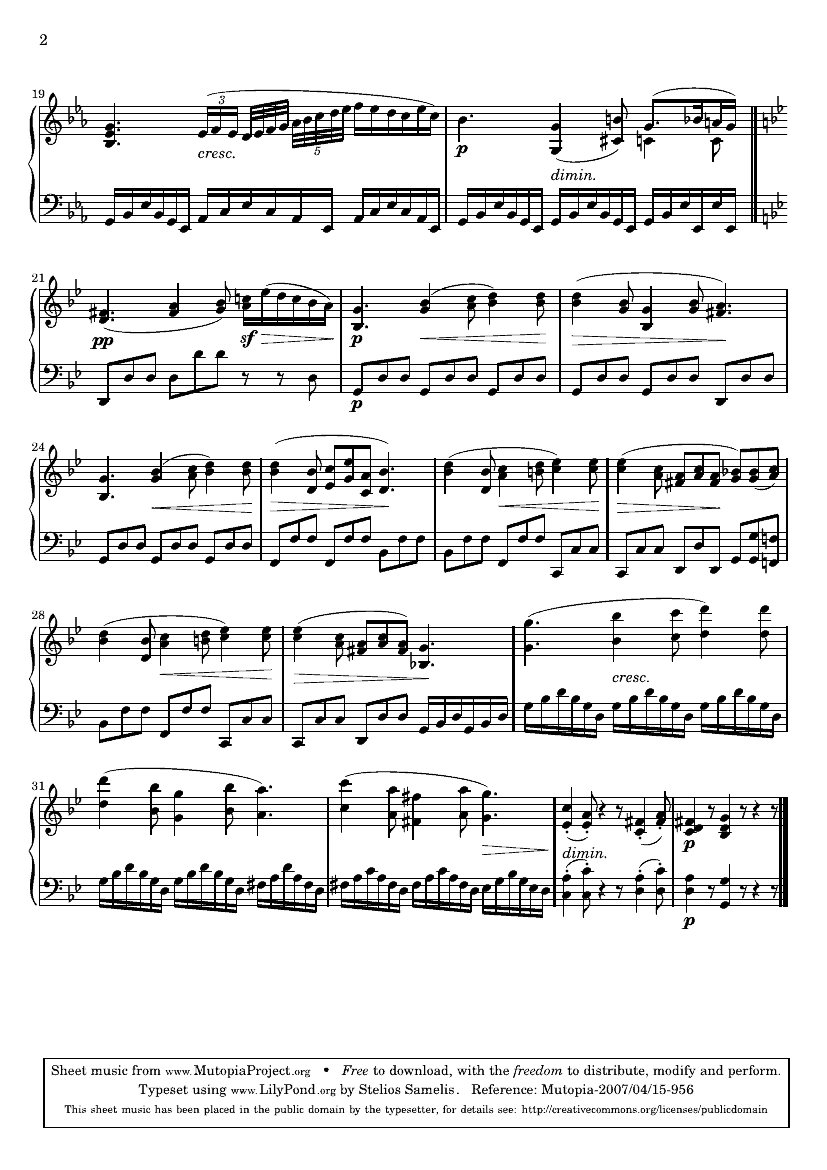 2
19
3
cresc.
5
p
dimin.
21
pp
sf
p
p
24
28
cresc.
31
dimin.
p
p
Sheet music from www.MutopiaProject.org • Free to download, with the freedom to distribute, modify and perform.
Typeset using www.LilyPond.org by Stelios Samelis. Reference: Mutopia-2007/04/15-956
This sheet music has been placed in the public domain by the typesetter, for details see: http://creativecommons.org/licenses/publicdomain